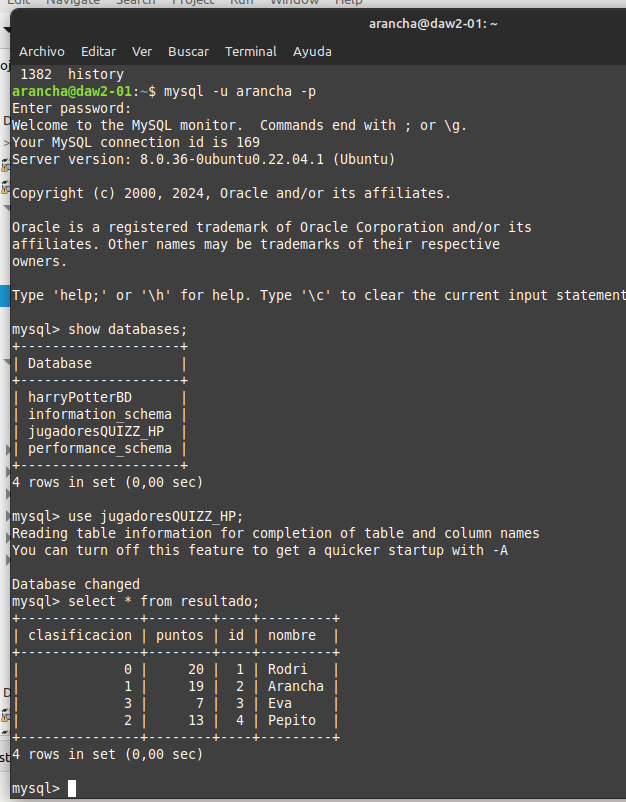 Navigate Search Project Run Window Help
arancha@daw2-01: ~
Archivo Editar Ver Buscar Terminal Ayuda
1382  history
arancha@daw2-01:~$ mysql -u arancha -p
Enter password:
Welcome to the MySQL monitor.  Commands end with ; or \g.
Your MySQL connection id is 169
Server version: 8.0.36-0ubuntu0.22.04.1 (Ubuntu)
Copyright (c) 2000, 2024, Oracle and/or its affiliates.
Oracle is a registered trademark of Oracle Corporation and/or its
affiliates. Other names may be trademarks of their respective
owners.
Type 'help;' or '\h' for help. Type '\c' to clear the current input statement
mysql> show databases;
+--------------------+
| Database           |
+--------------------+
| harryPotterBD      |
| information_schema |
| jugadoresQUIZZ_HP  |
| performance_schema |
+--------------------+
4 rows in set (0,00 sec)
mysql> use jugadoresQUIZZ_HP;
Reading table information for completion of table and column names
You can turn off this feature to get a quicker startup with -A
Database changed
mysql> select * from resultado;
+---------------+--------+----+---------+
| clasificacion | puntos | id | nombre  |
+---------------+--------+----+---------+
|             0 |     20 |  1 | Rodri   |
|             1 |     19 |  2 | Arancha |
|             3 |      7 |  3 | Eva     |
|             2 |     13 |  4 | Pepito  |
+---------------+--------+----+---------+
4 rows in set (0,00 sec)
mysql>